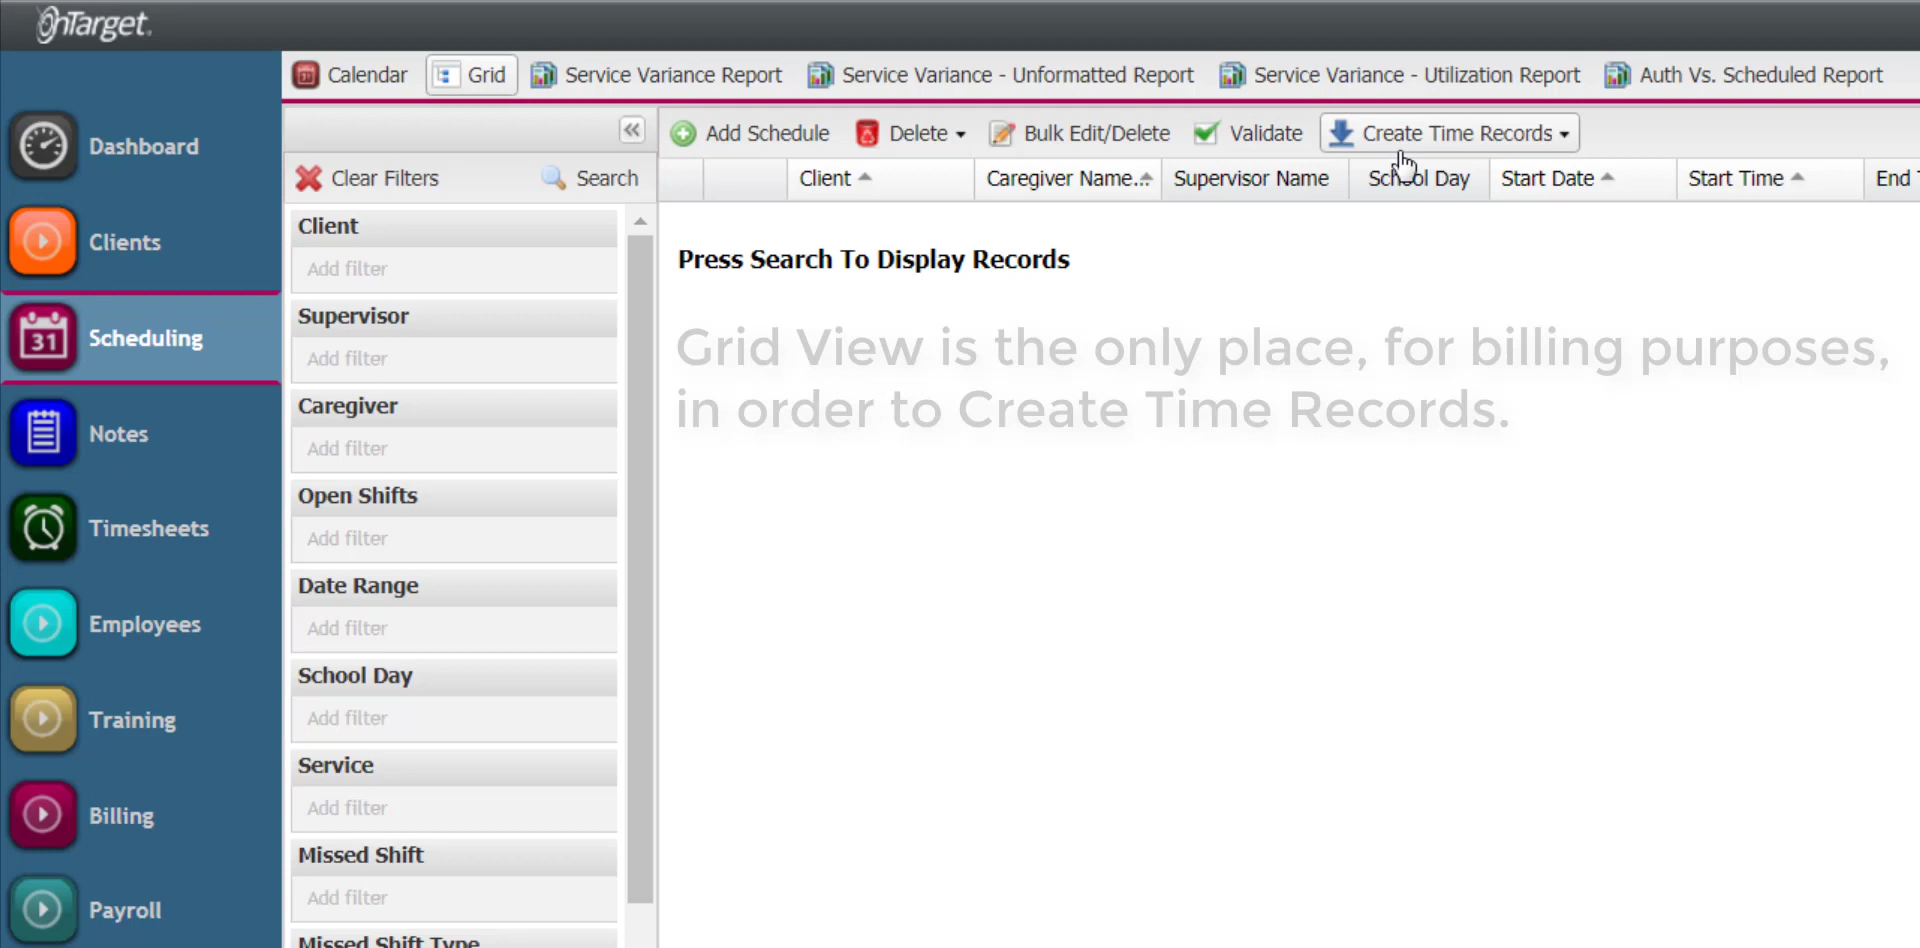 OnTarget
Calendar
Grid
Service Variance Report
Service Variance - Unformatted Report
Service Variance - Utilization Report
Auth Vs. Scheduled Report
Dashboard
Clients
31
Scheduling
Notes
Timesheets
Employees
Training
Billing
Payroll
Clear Filters
Search
Client
Add filter
Supervisor
Add filter
Caregiver
Add filter
Open Shifts
Add filter
Date Range
Add filter
School Day
Add filter
Service
Add filter
Missed Shift
Add filter
Missed Shift Type
Add Schedule
Delete
Bulk Edit/Delete
Validate
Create Time Records
Client
Caregiver Name...
Supervisor Name
School Day
Start Date
Start Time
End
Press Search To Display Records
Grid View is the only place, for billing purposes,
in order to Create Time Records.